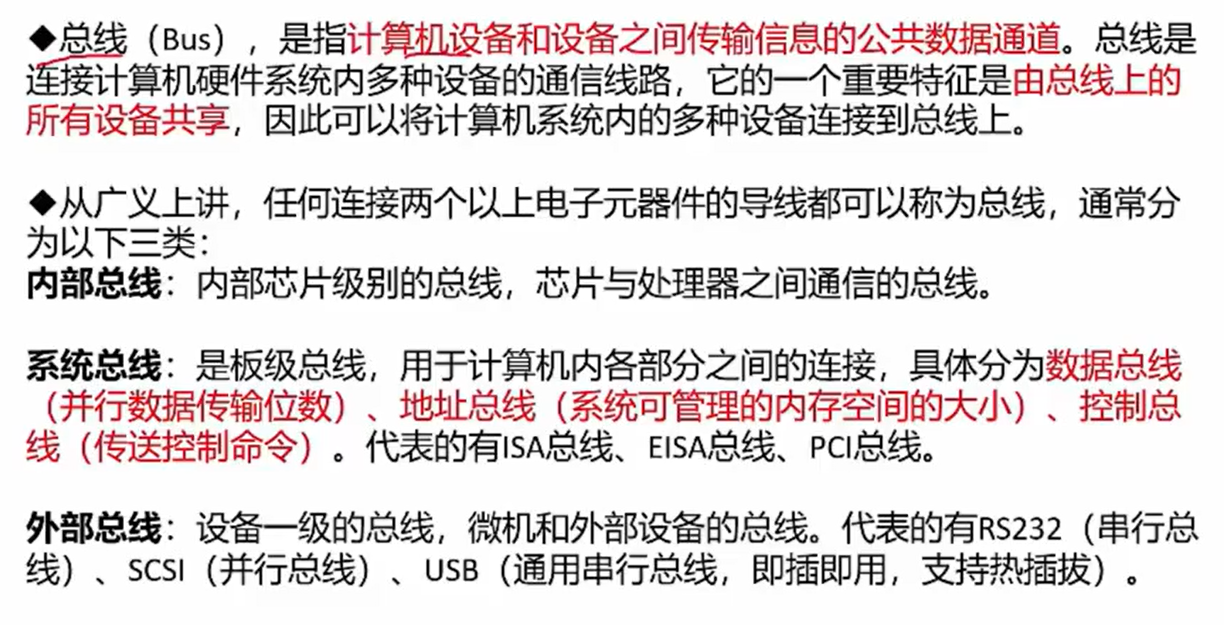 ◆总线（Bus），是指计算机设备和设备之间传输信息的公共数据通道。总线是
连接计算机硬件系统内多种设备的通信线路，它的一个重要特征是由总线上的
所有设备共享，因此可以将计算机系统内的多种设备连接到总线上。
◆从广义上讲，任何连接两个以上电子元器件的导线都可以称为总线，通常分
为以下三类：
内部总线：内部芯片级别的总线，芯片与处理器之间通信的总线。
系统总线：是板级总线，用于计算机内各部分之间的连接，具体分为数据总线
（并行数据传输位数）、地址总线（系统可管理的内存空间的大小）、控制总
线（传送控制命令）。代表的有ISA总线、EISA总线、PCI总线。
外部总线：设备一级的总线，微机和外部设备的总线。代表的有RS232（串行总
线）、SCSI（并行总线）、USB（通用串行总线，即插即用，支持热插拔）。